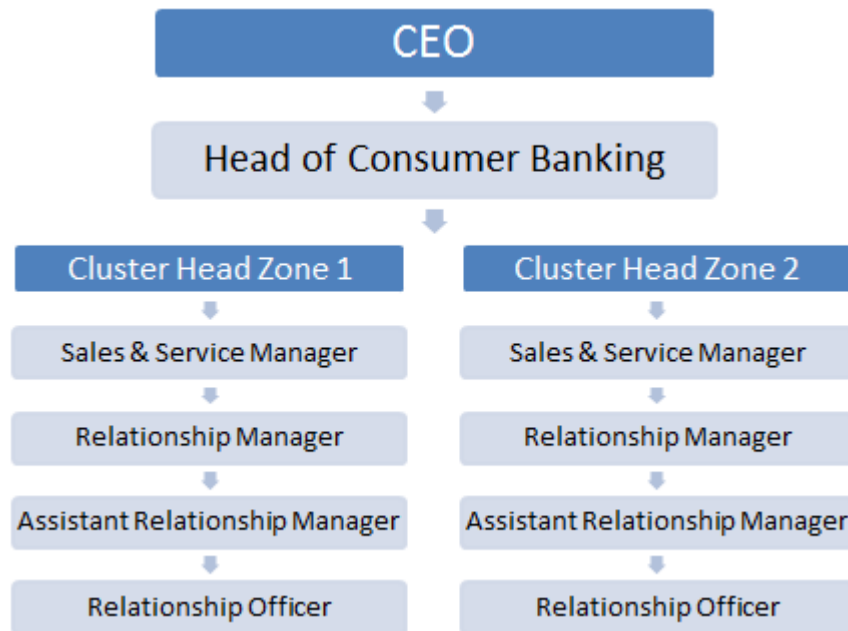 CEO
Head of Consumer Banking
Cluster Head Zone 1
Sales & Service Manager
Relationship Manager
Assistant Relationship Manager
Relationship Officer
Cluster Head Zone 2
Sales & Service Manager
Relationship Manager
Assistant Relationship Manager
Relationship Officer